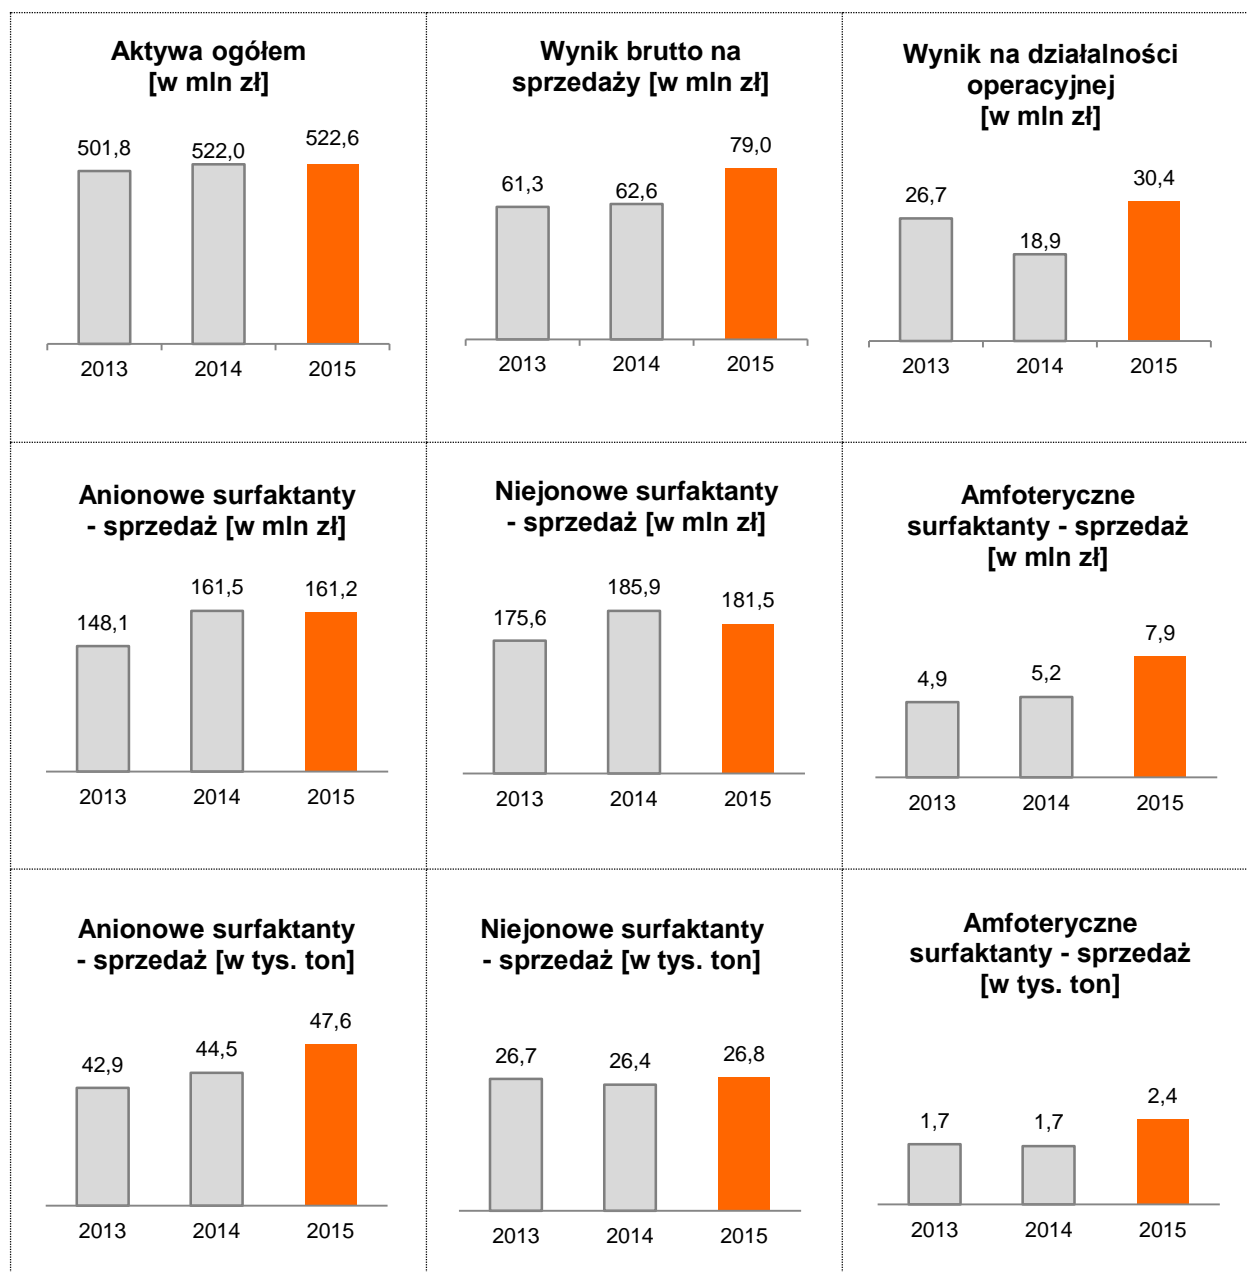 Aktywa ogółem
[w mln zł]
501,8
522,0
522,6
2013
2014
2015
Wynik brutto na
sprzedaży [w mln zł]
61,3
62,6
79,0
2013
2014
2015
Wynik na działalności
operacyjnej
[w mln zł]
26,7
18,9
30,4
2013
2014
2015
Anionowe surfaktanty
- sprzedaż [w mln zł]
148,1
161,5
161,2
2013
2014
2015
Niejonowe surfaktanty
- sprzedaż [w mln zł]
175,6
185,9
181,5
2013
2014
2015
Amfoteryczne
surfaktanty - sprzedaż
[w mln zł]
4,9
5,2
7,9
2013
2014
2015
Anionowe surfaktanty
- sprzedaż [w tys. ton]
42,9
44,5
47,6
2013
2014
2015
Niejonowe surfaktanty
- sprzedaż [w tys. ton]
26,7
26,4
26,8
2013
2014
2015
Amfoteryczne
surfaktanty - sprzedaż
[w tys. ton]
1,7
1,7
2,4
2013
2014
2015